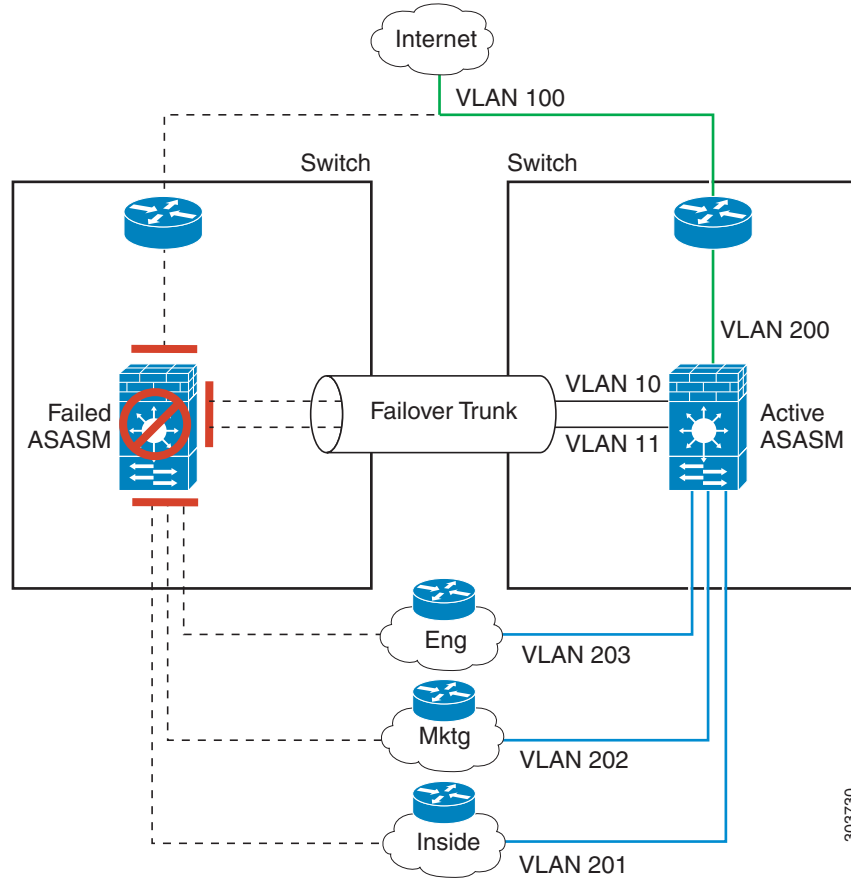 Internet
VLAN 100
Switch
Switch
VLAN 200
Failed
ASASM
Failover Trunk
VLAN 10
VLAN 11
Active
ASASM
Eng
VLAN 203
Mktg
VLAN 202
Inside
VLAN 201
303730